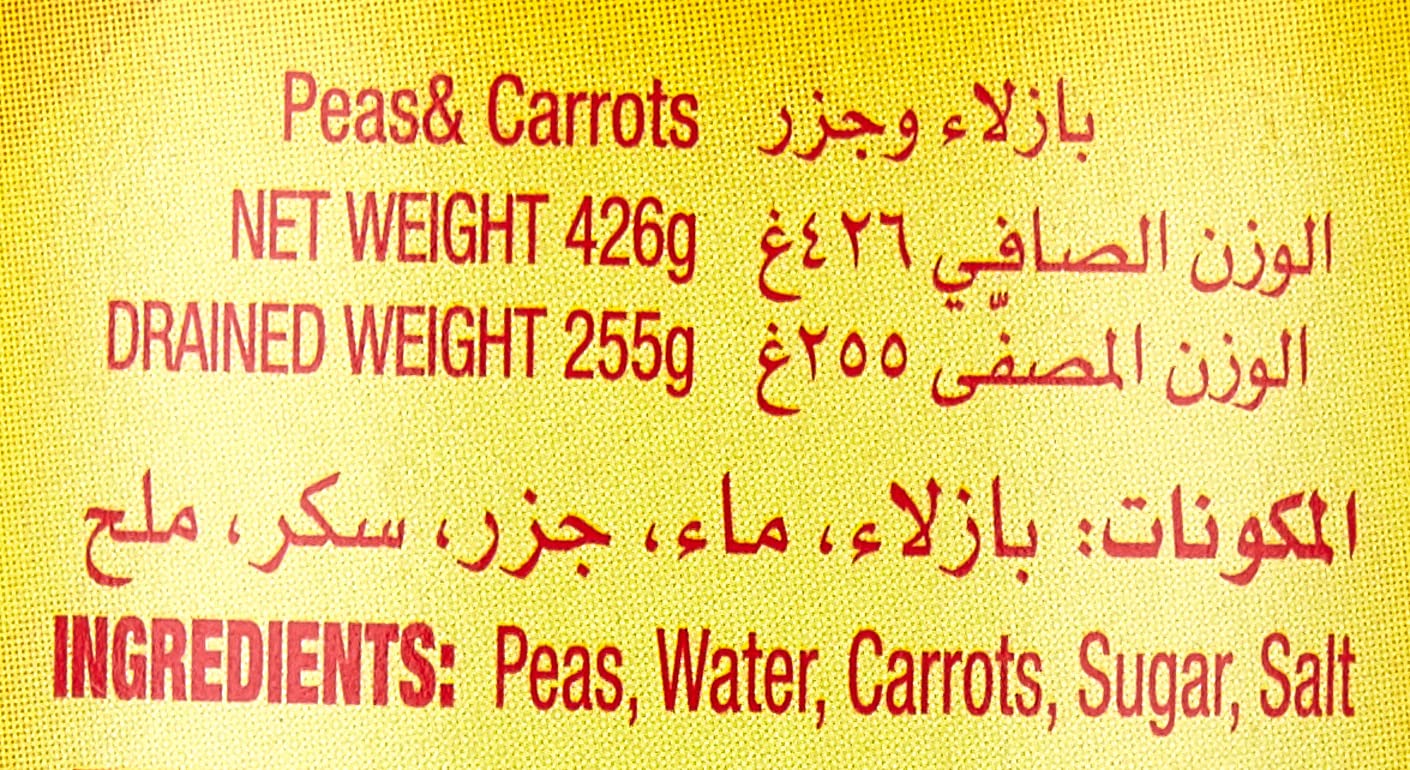 Peas& Carrots بازلاء وجزر
NET WEIGHT 426g الوزن الصافي ٤٢٦غ
DRAINED WEIGHT 255g الوزن المصفّى ٢٥٥غ
المكونات: بازلاء، ماء، جزر، سكر، ملح
INGREDIENTS: Peas, Water, Carrots, Sugar, Salt